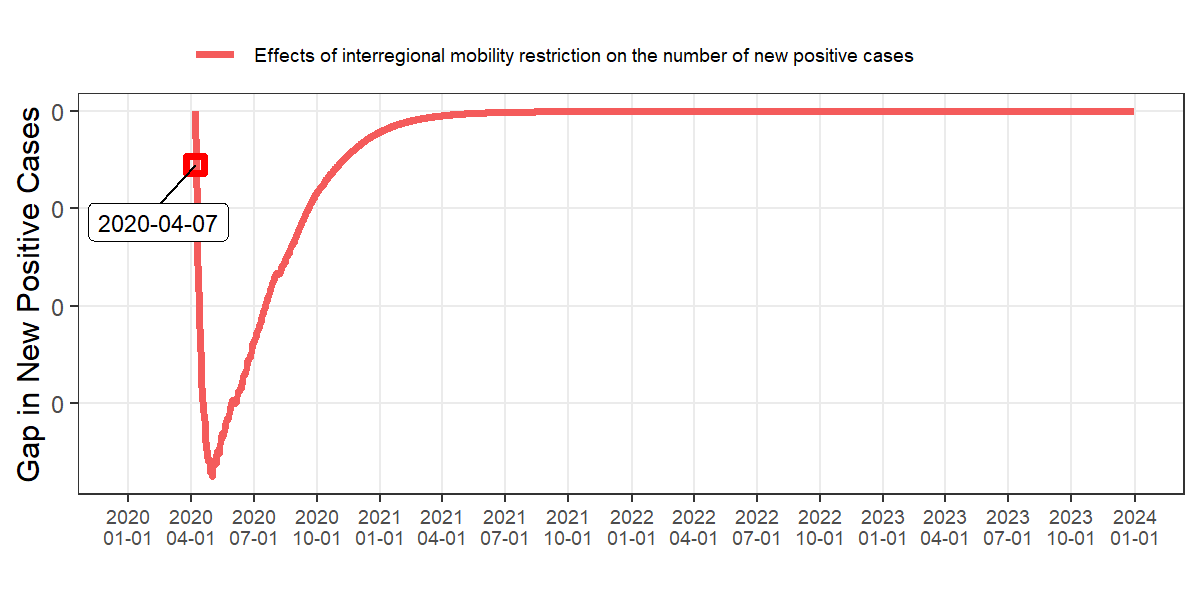 Effects of interregional mobility restriction on the number of new positive cases
Gap in New Positive Cases
0
0
0
0
2020-04-07
2020 2020 2020 2020 2021 2021 2021 2021 2022 2022 2022 2022 2023 2023 2023 2023 2024
01-01 04-01 07-01 10-01 01-01 04-01 07-01 10-01 01-01 04-01 07-01 10-01 01-01 04-01 07-01 10-01 01-01